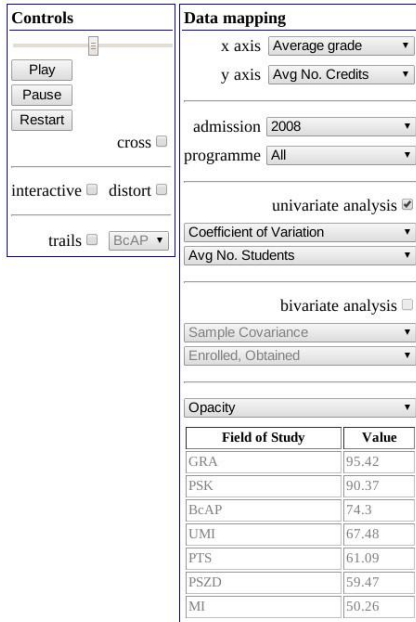 Controls
Play
Pause
Restart
cross
interactive distort
trails BcAP
Data mapping
x axis Average grade
y axis Avg No. Credits
admission 2008
programme All
univariate analysis
Coefficient of Variation
Avg No. Students
bivariate analysis
Sample Covariance
Enrolled, Obtained
Opacity
Field of Study Value
GRA 95.42
PSK 90.37
BcAP 74.3
UMI 67.48
PTS 61.09
PSZD 59.47
MI 50.26